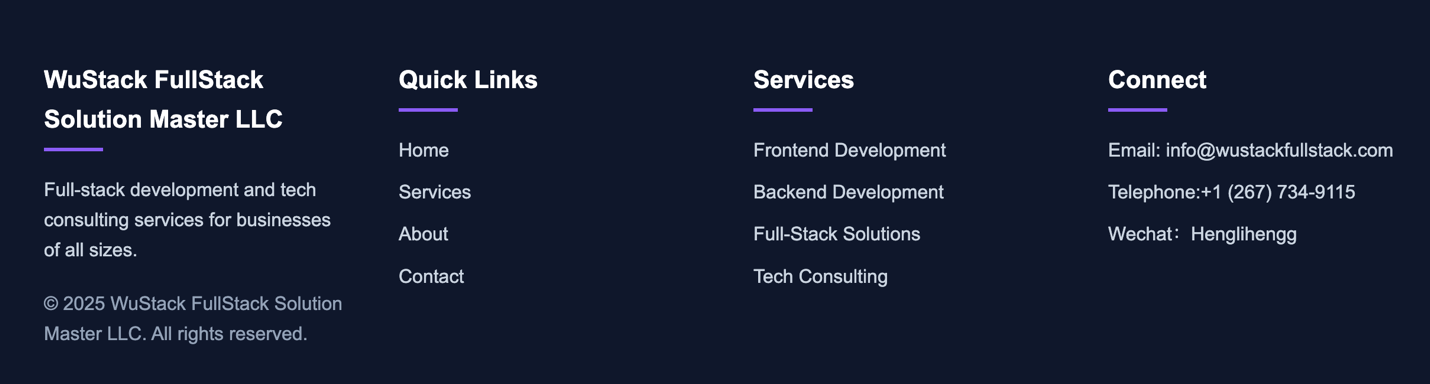 WuStack FullStack
Solution Master LLC
Full-stack development and tech
consulting services for businesses
of all sizes.
© 2025 WuStack FullStack Solution
Master LLC. All rights reserved.
Quick Links
Home
Services
About
Contact
Services
Frontend Development
Backend Development
Full-Stack Solutions
Tech Consulting
Connect
Email: info@wustackfullstack.com
Telephone:+1 (267) 734-9115
Wechat：Henglihengg